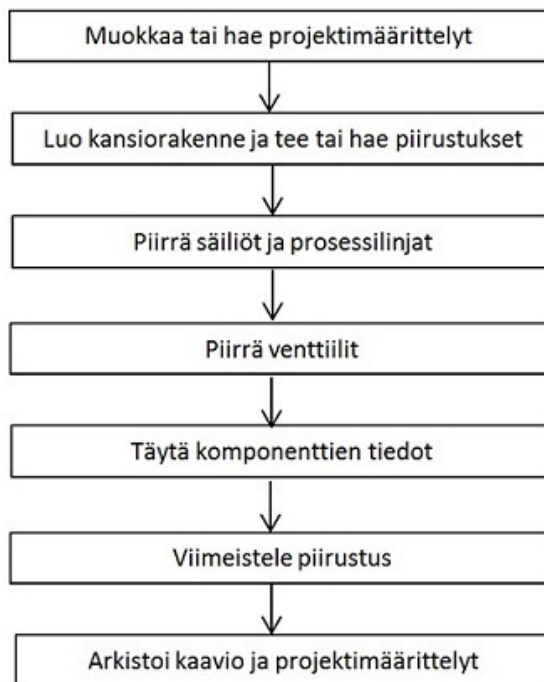 Muokkaa tai hae projektimäärittelyt
Luo kansiorakenne ja tee tai hae piirustukset
Piirrä säiliöt ja prosessilinjat
Piirrä venttiilit
Täytä komponenttien tiedot
Viimeistele piirustus
Arkistoi kaavio ja projektimäärittelyt